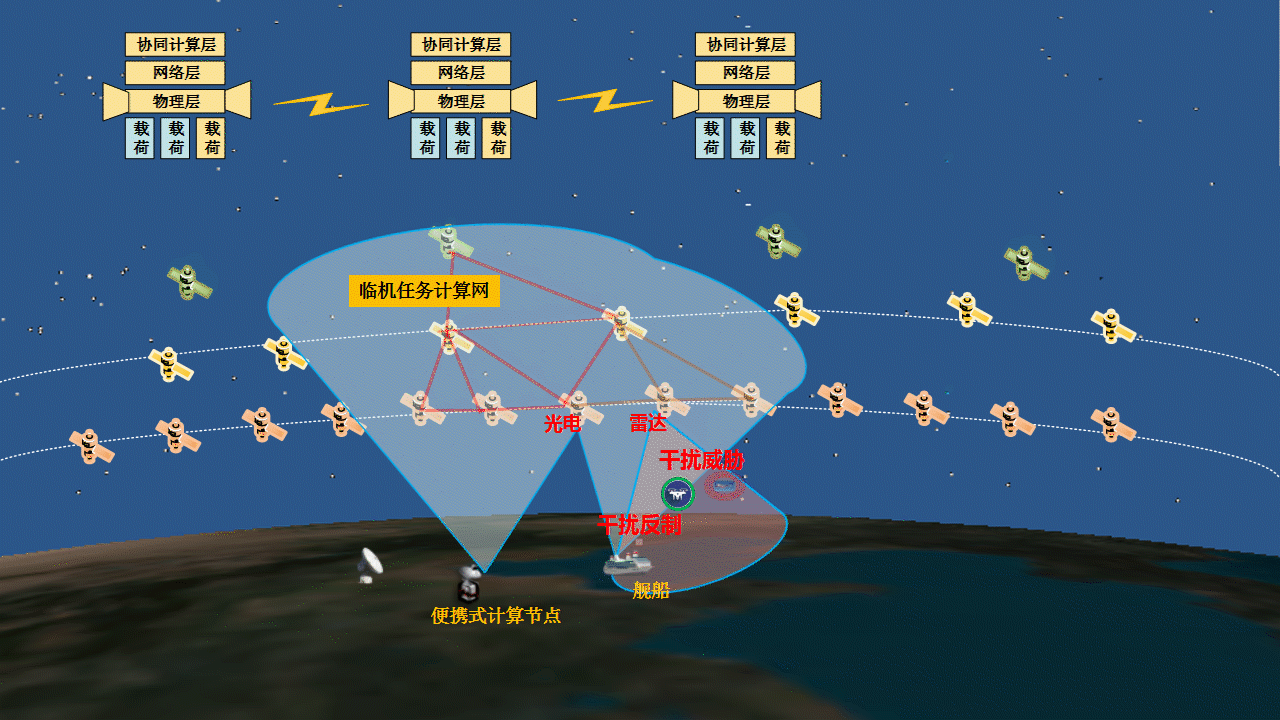 协同计算层
网络层
物理层
载荷
载荷
载荷
协同计算层
网络层
物理层
载荷
载荷
载荷
协同计算层
网络层
物理层
载荷
载荷
载荷
临机任务计算网
光电
雷达
干扰威胁
干扰反制
舰船
便携式计算节点